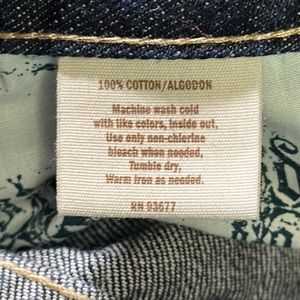 100% COTTON/ALGODON
Machine wash cold
with like colors, inside out,
Use only non-chlorine
bleach when needed,
Tumble dry,
Warm iron as needed.
RN 93677